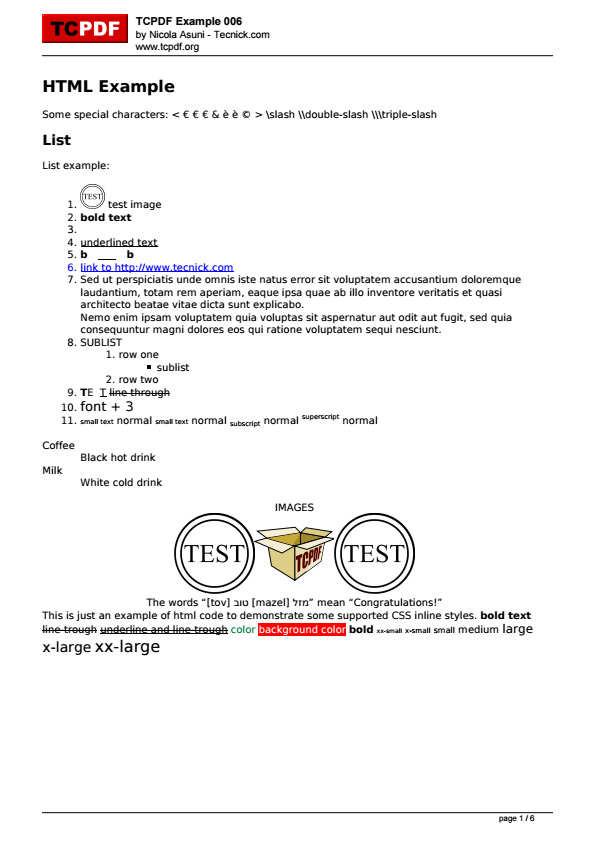 TCPDF
TCPDF Example 006
by Nicola Asuni - Tecnick.com
www.tcpdf.org
HTML Example
Some special characters: < € € € & è è © > \slash \\double-slash \\\triple-slash
List
List example:
1. TEST test image
2. bold text
3.
4. underlined text
5. b b
6. link to http://www.tecnick.com
7. Sed ut perspiciatis unde omnis iste natus error sit voluptatem accusantium doloremque
laudantium, totam rem aperiam, eaque ipsa quae ab illo inventore veritatis et quasi
architecto beatae vitae dicta sunt explicabo.
Nemo enim ipsam voluptatem quia voluptas sit aspernatur aut odit aut fugit, sed quia
consequuntur magni dolores eos qui ratione voluptatem sequi nesciunt.
8. SUBLIST
1. row one
▪ sublist
2. row two
9. TE T line through
10. font + 3
11. small text normal small text normal subscript normal superscript normal
Coffee
Black hot drink
Milk
White cold drink
IMAGES
TEST TCPDF TEST
The words “[tov] טוב [mazel] מזל” mean “Congratulations!”
This is just an example of html code to demonstrate some supported CSS inline styles. bold text
line trough underline and line trough color background color bold xx-small x-small small medium large
x-large xx-large
page 1 / 6